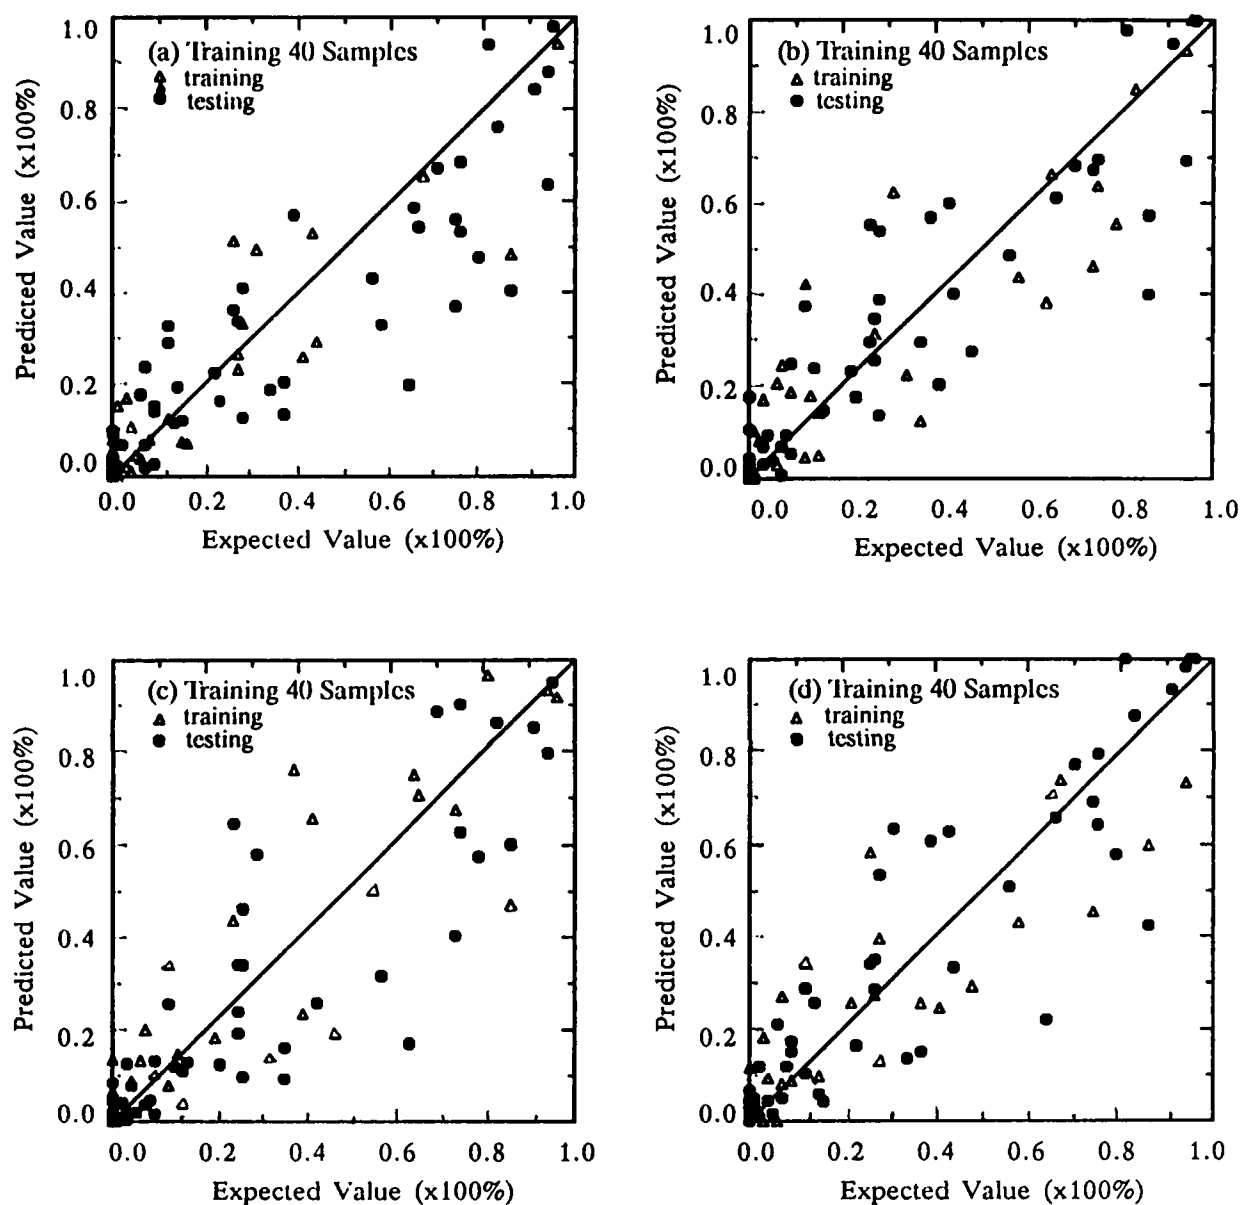 (a) Training 40 Samples
training
testing
1.0
0.8
0.6
0.4
0.2
0.0
Predicted Value (x100%)
0.0 0.2 0.4 0.6 0.8 1.0
Expected Value (x100%)
(b) Training 40 Samples
training
testing
1.0
0.8
0.6
0.4
0.2
0.0
Predicted Value (x100%)
0.0 0.2 0.4 0.6 0.8 1.0
Expected Value (x100%)
(c) Training 40 Samples
training
testing
1.0
0.8
0.6
0.4
0.2
0.0
Predicted Value (x100%)
0.0 0.2 0.4 0.6 0.8 1.0
Expected Value (x100%)
(d) Training 40 Samples
training
testing
1.0
0.8
0.6
0.4
0.2
0.0
Predicted Value (x100%)
0.0 0.2 0.4 0.6 0.8 1.0
Expected Value (x100%)